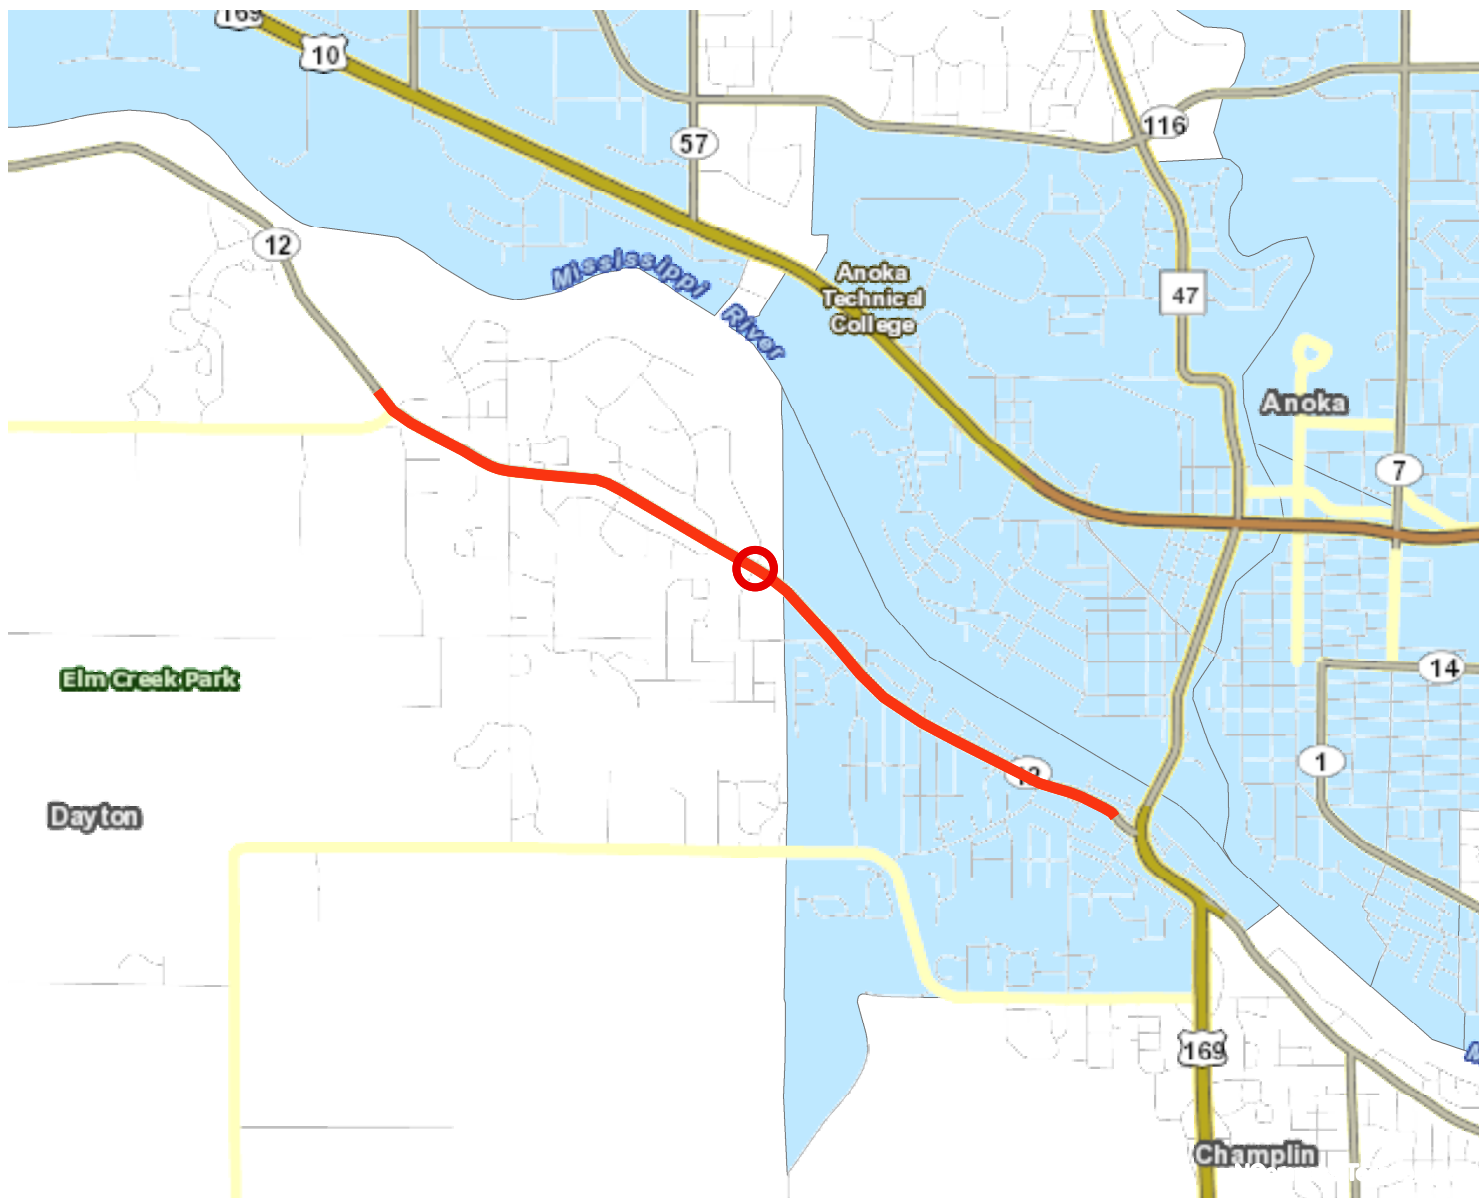 169
10
57
116
12
Mississippi
River
Anoka
Technical
College
47
Anoka
7
Elm Creek Park
14
12
1
Dayton
169
Champlin